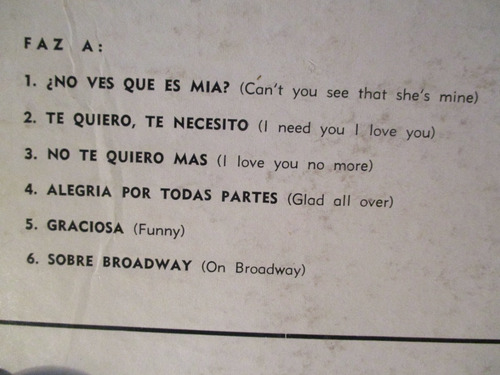 FAZ A:
1. ¿NO VES QUE ES MIA? (Can't you see that she's mine)
2. TE QUIERO, TE NECESITO (I need you I love you)
3. NO TE QUIERO MAS (I love you no more)
4. ALEGRIA POR TODAS PARTES (Glad all over)
5. GRACIOSA (Funny)
6. SOBRE BROADWAY (On Broadway)